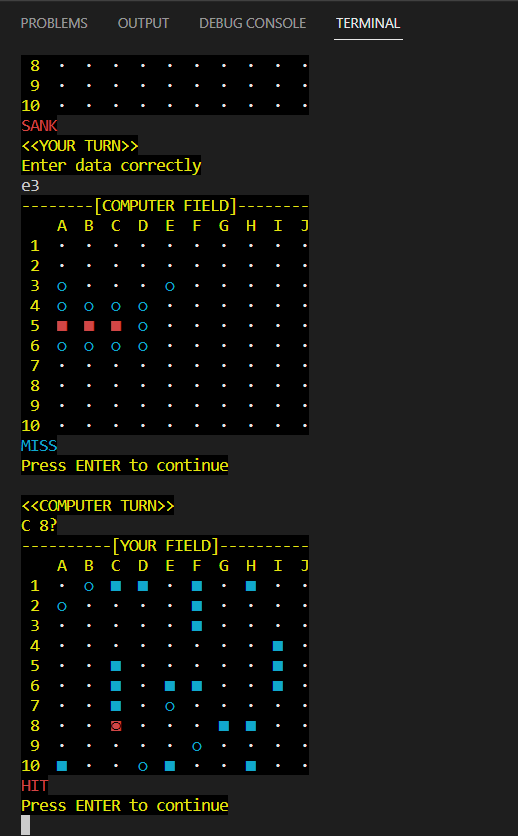 PROBLEMS OUTPUT DEBUG CONSOLE TERMINAL
8 · · · · · · · · · ·
9 · · · · · · · · · ·
10 · · · · · · · · · ·
SANK
<<YOUR TURN>>
Enter data correctly
e3
--------[COMPUTER FIELD]--------
A B C D E F G H I J
1 · · · · · · · · · ·
2 · · · · · · · · · ·
3 o · · · o · · · · ·
4 o o o o · · · · · ·
5 ■ ■ ■ o · · · · · ·
6 o o o o · · · · · ·
7 · · · · · · · · · ·
8 · · · · · · · · · ·
9 · · · · · · · · · ·
10 · · · · · · · · · ·
MISS
Press ENTER to continue
<<COMPUTER TURN>>
C 8?
----------[YOUR FIELD]----------
A B C D E F G H I J
1 · o ■ ■ · ■ · ■ · ·
2 o · · · · ■ · · · ·
3 · · · · · ■ · · · ·
4 · · · · · · · · ■ ·
5 · · ■ · · · · · ■ ·
6 · · ■ · ■ ■ · · ■ ·
7 · · ■ · o · · · · ·
8 · · ◙ · · · ■ ■ · ·
9 · · · · · o · · · ·
10 ■ · · o ■ · · ■ · ·
HIT
Press ENTER to continue